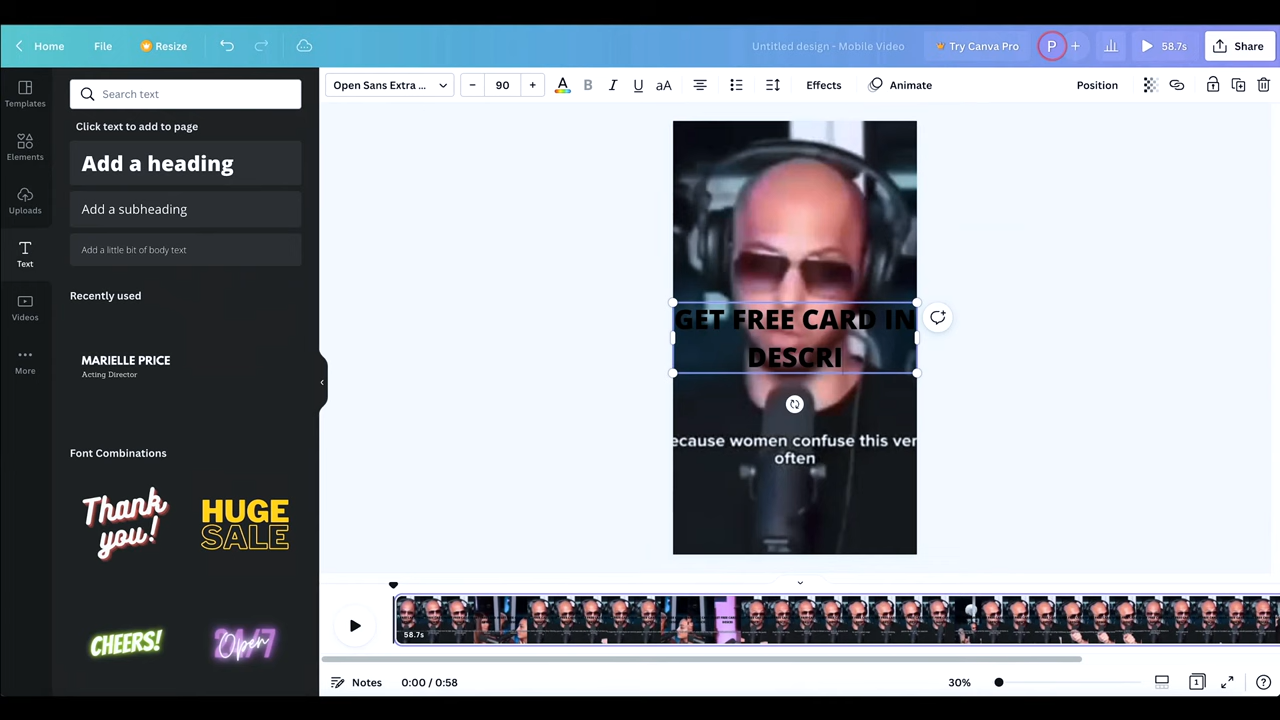 Home File Resize Untitled design - Mobile Video Try Canva Pro P + 58.7s Share
Templates
Elements
Uploads
Text
Videos
More
Search text
Click text to add to page
Add a heading
Add a subheading
Add a little bit of body text
Recently used
MARIELLE PRICE
Acting Director
Font Combinations
Thank
you!
HUGE
SALE
CHEERS!
Open
Open Sans Extra ... − 90 + A B I U aA Effects Animate Position
GET FREE CARD IN
DESCRI
ecause women confuse this ver
often
58.7s
Notes 0:00 / 0:58 30% 1 ?